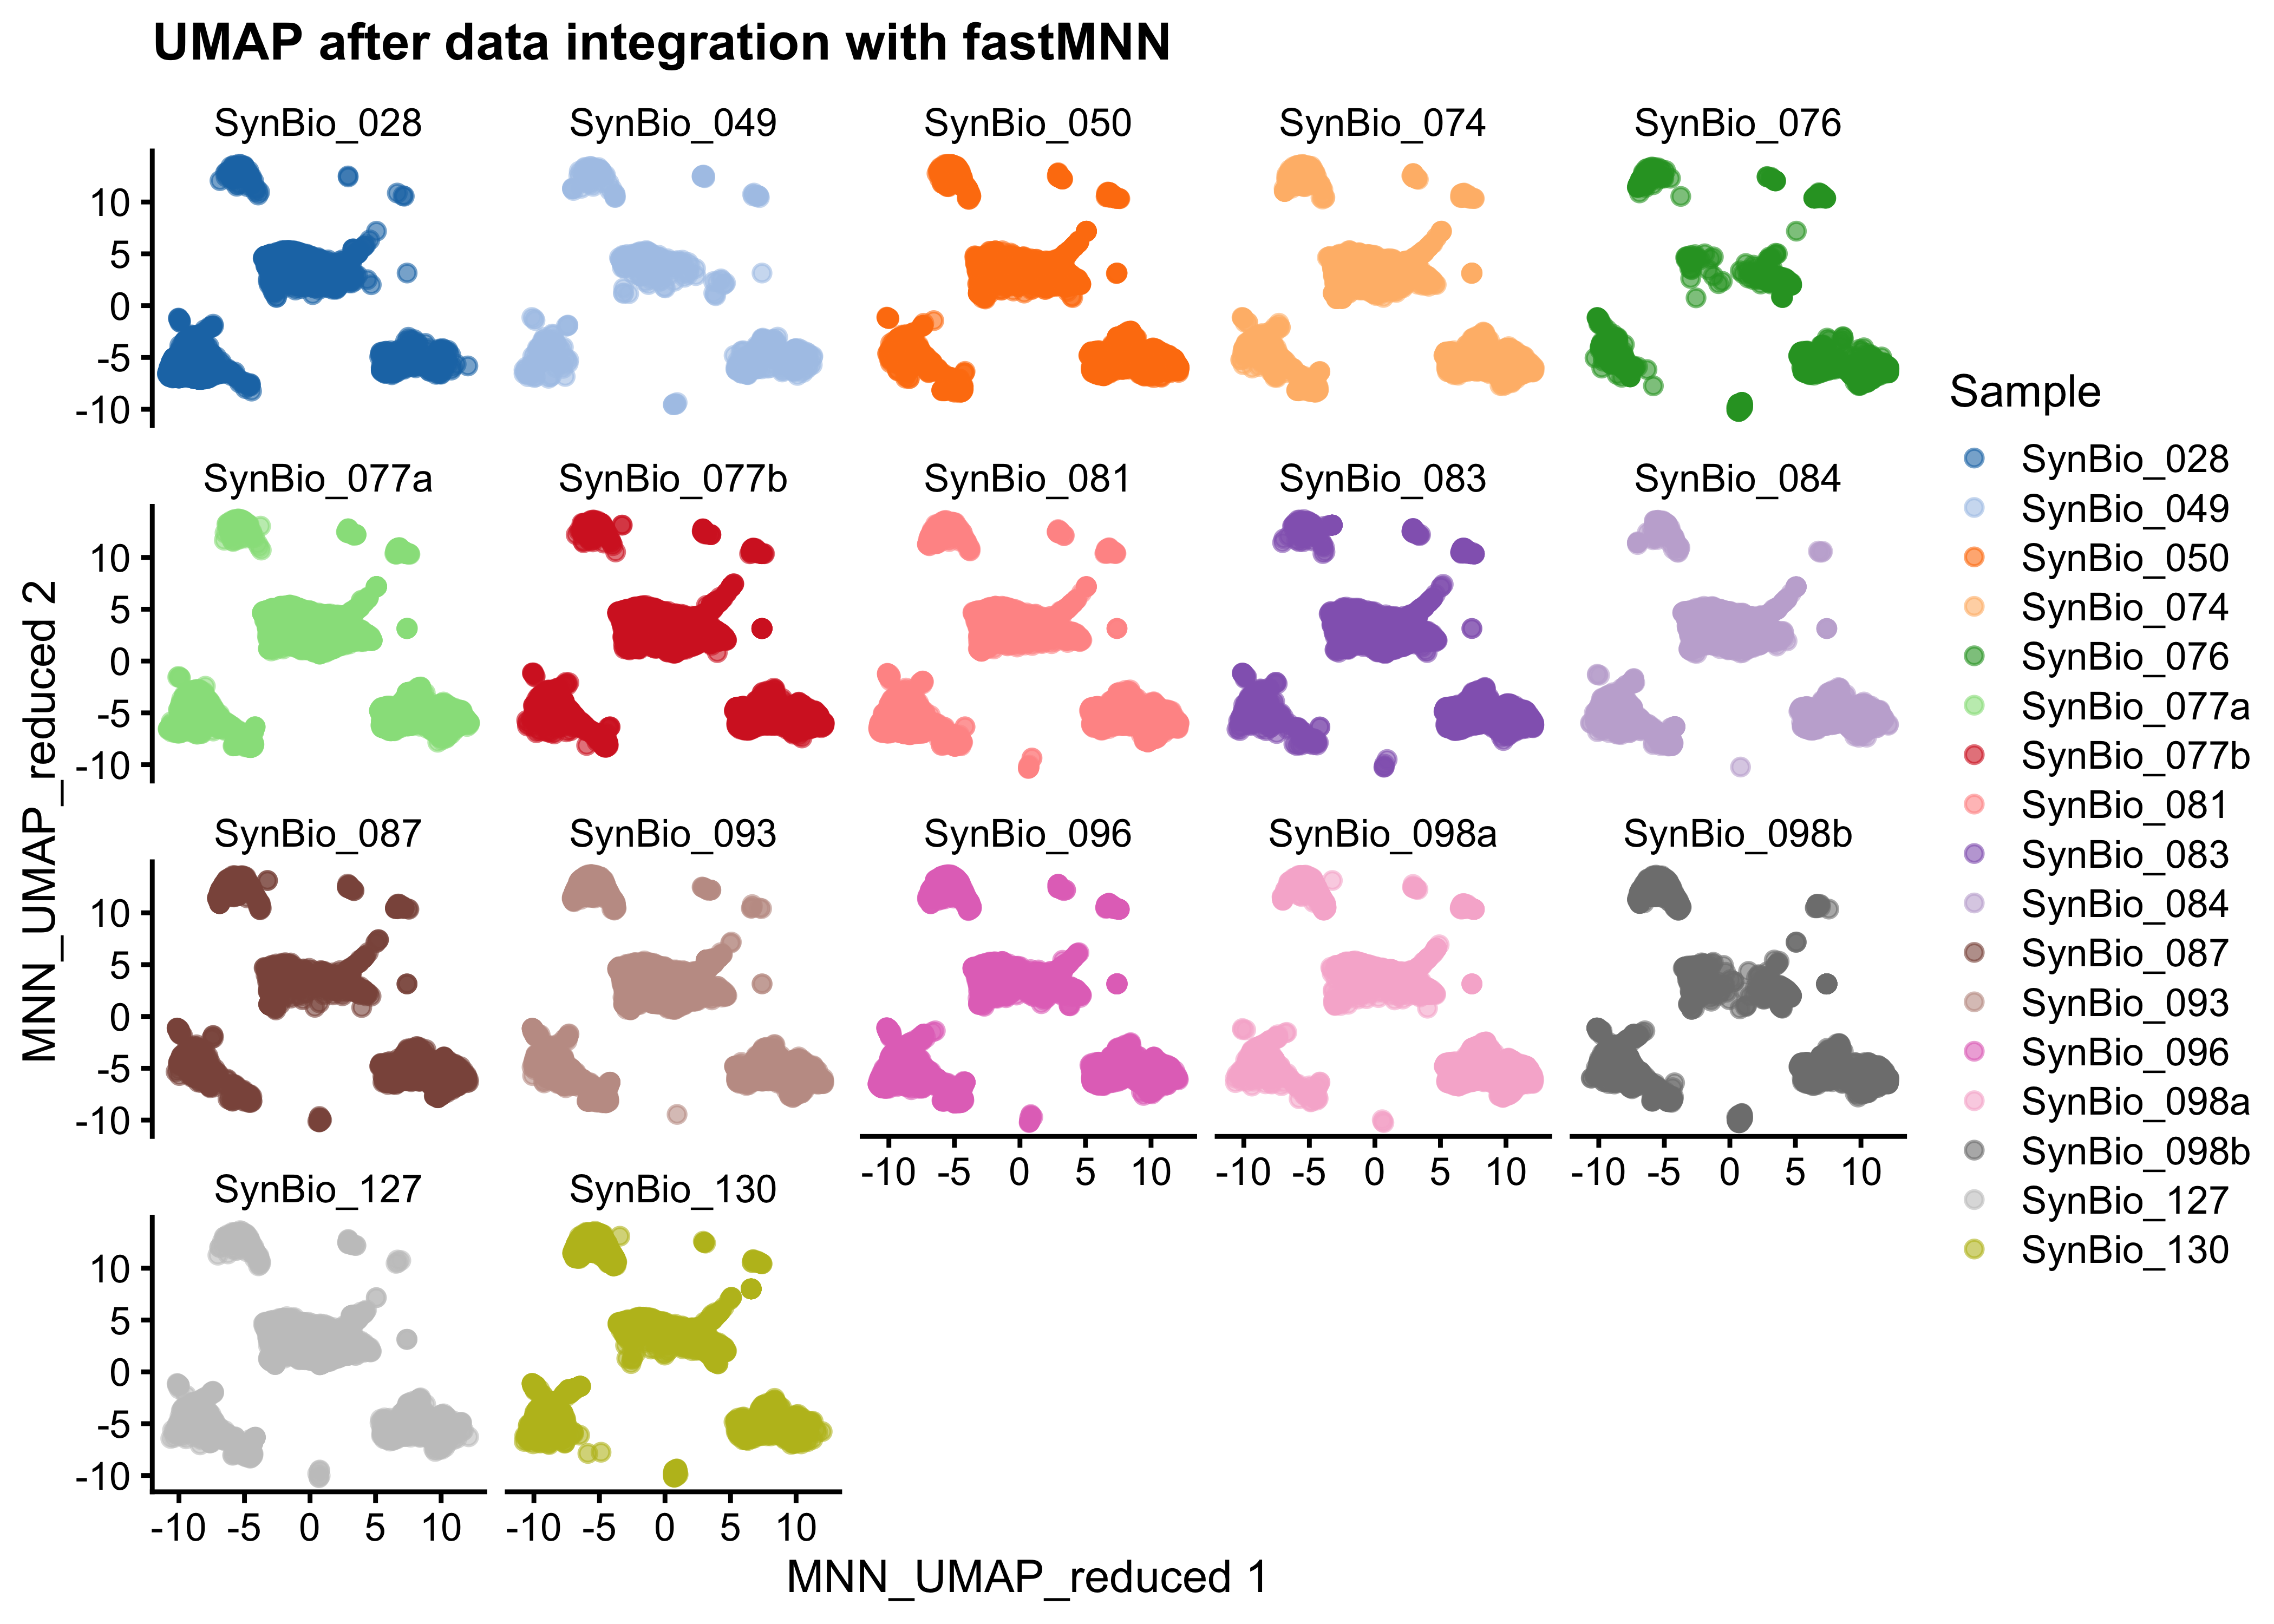 UMAP after data integration with fastMNN
SynBio_028 SynBio_049 SynBio_050 SynBio_074 SynBio_076
10
5
0
-5
-10
SynBio_077a SynBio_077b SynBio_081 SynBio_083 SynBio_084
10
5
0
-5
-10
SynBio_087 SynBio_093 SynBio_096 SynBio_098a SynBio_098b
10
5
0
-5
-10
-10 -5 0 5 10 -10 -5 0 5 10 -10 -5 0 5 10
SynBio_127 SynBio_130
10
5
0
-5
-10
-10 -5 0 5 10 -10 -5 0 5 10
MNN_UMAP_reduced 1
MNN_UMAP_reduced 2
Sample
SynBio_028
SynBio_049
SynBio_050
SynBio_074
SynBio_076
SynBio_077a
SynBio_077b
SynBio_081
SynBio_083
SynBio_084
SynBio_087
SynBio_093
SynBio_096
SynBio_098a
SynBio_098b
SynBio_127
SynBio_130